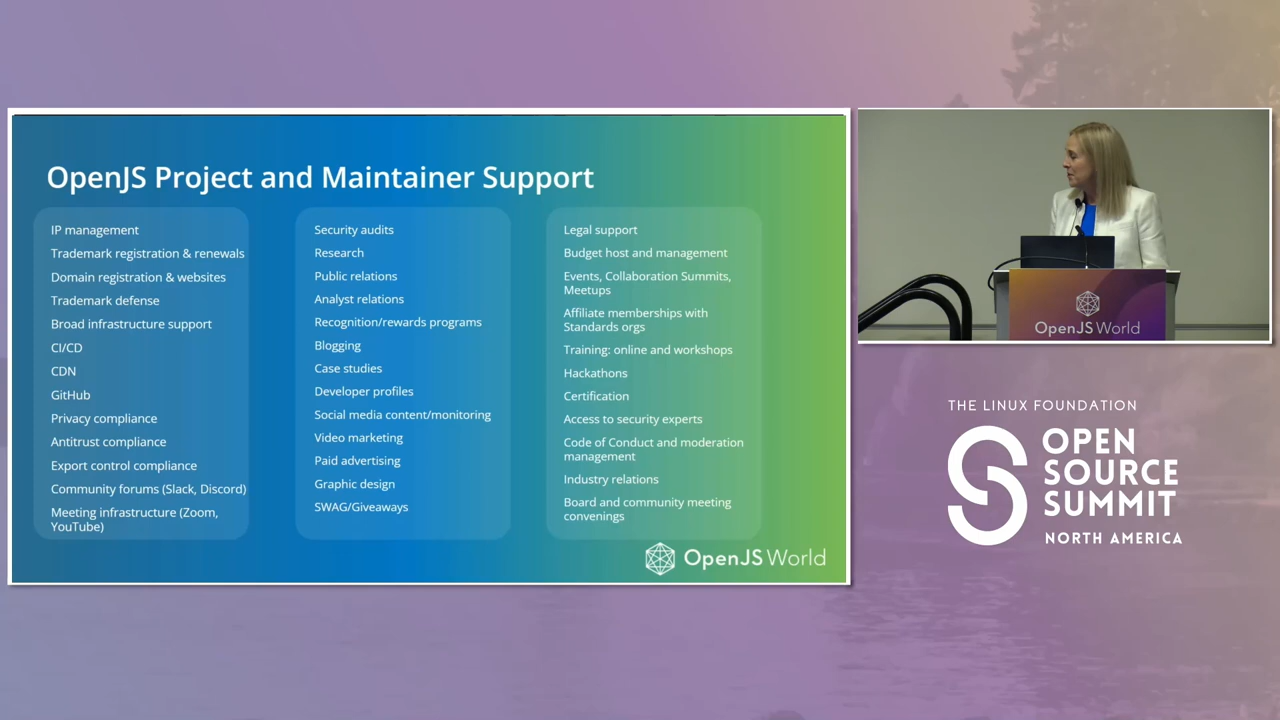 OpenJS Project and Maintainer Support
IP management
Trademark registration & renewals
Domain registration & websites
Trademark defense
Broad infrastructure support
CI/CD
CDN
GitHub
Privacy compliance
Antitrust compliance
Export control compliance
Community forums (Slack, Discord)
Meeting infrastructure (Zoom,
YouTube)
Security audits
Research
Public relations
Analyst relations
Recognition/rewards programs
Blogging
Case studies
Developer profiles
Social media content/monitoring
Video marketing
Paid advertising
Graphic design
SWAG/Giveaways
Legal support
Budget host and management
Events, Collaboration Summits,
Meetups
Affiliate memberships with
Standards orgs
Training: online and workshops
Hackathons
Certification
Access to security experts
Code of Conduct and moderation
management
Industry relations
Board and community meeting
convenings
OpenJS World
OpenJS World
THE LINUX FOUNDATION
OPEN
SOURCE
SUMMIT
NORTH AMERICA